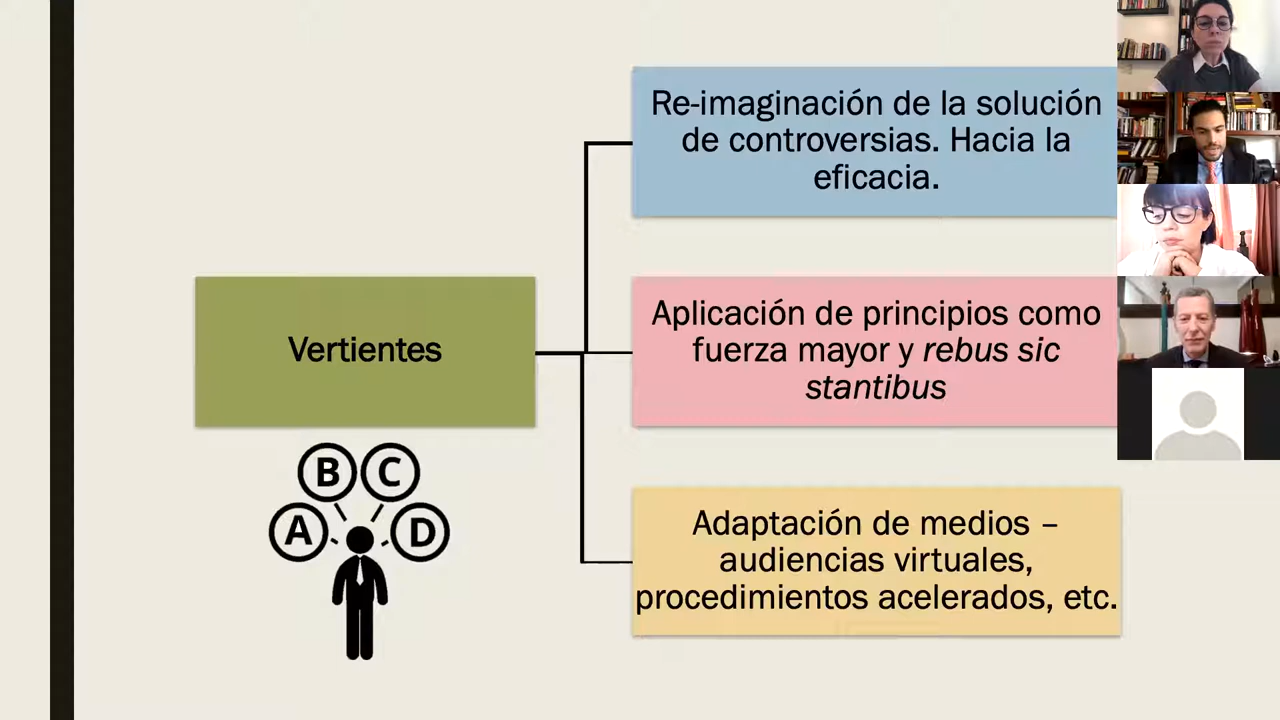 Re-imaginación de la solución
de controversias. Hacia la
eficacia.
Vertientes
Aplicación de principios como
fuerza mayor y rebus sic
stantibus
B C
A D
Adaptación de medios –
audiencias virtuales,
procedimientos acelerados, etc.